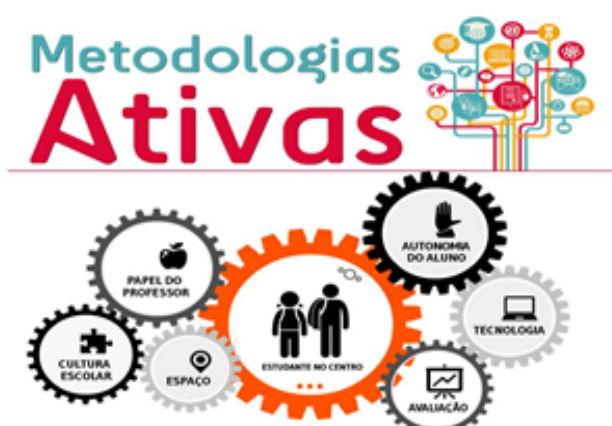 Metodologias
Ativas
AUTONOMIA
DO ALUNO
PAPEL DO
PROFESSOR
TECNOLOGIA
CULTURA
ESCOLAR
ESPAÇO
ESTUDANTE NO CENTRO
AVALIAÇÃO